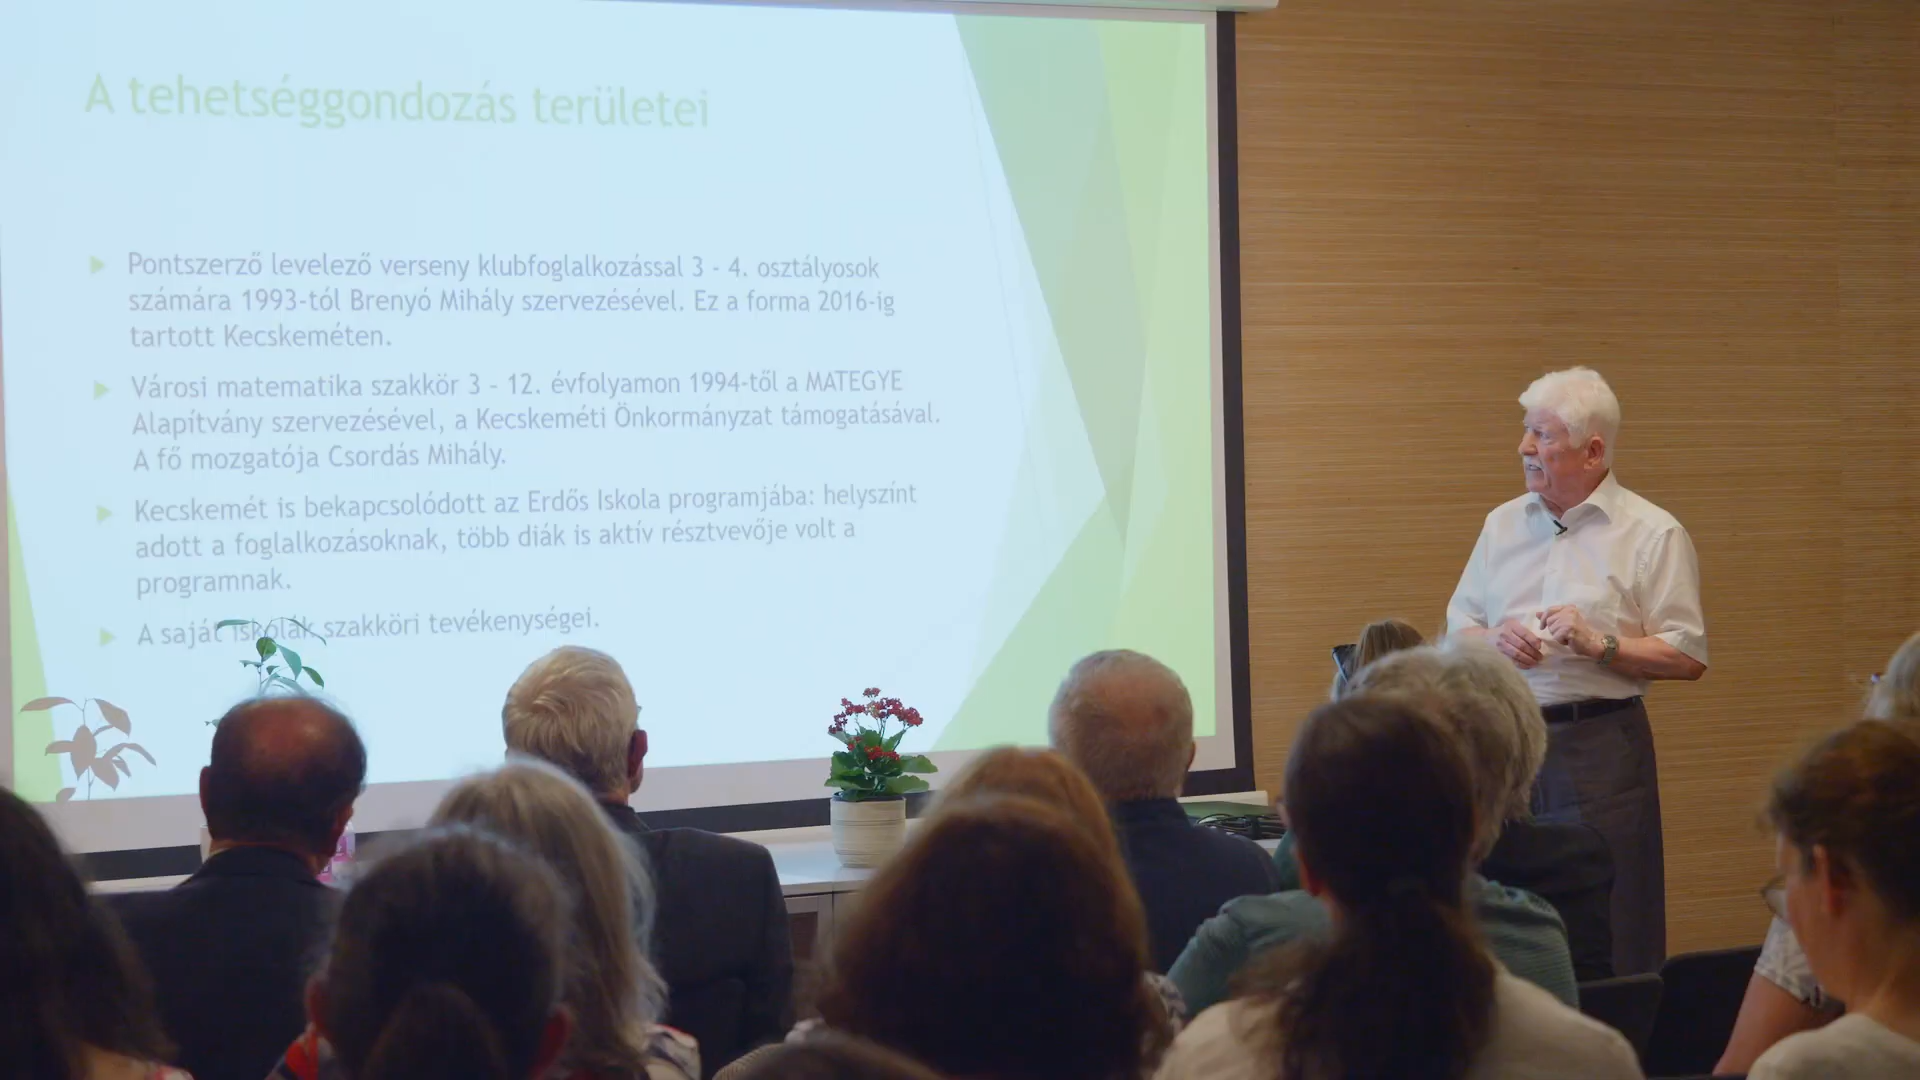 A tehetséggondozás területei
Pontszerző levelező verseny klubfoglalkozással 3 - 4. osztályosok
számára 1993-tól Brenyó Mihály szervezésével. Ez a forma 2016-ig
tartott Kecskeméten.
Városi matematika szakkör 3 – 12. évfolyamon 1994-től a MATEGYE
Alapítvány szervezésével, a Kecskeméti Önkormányzat támogatásával.
A fő mozgatója Csordás Mihály.
Kecskemét is bekapcsolódott az Erdős Iskola programjába: helyszínt
adott a foglalkozásoknak, több diák is aktív résztvevője volt a
programnak.
A saját iskolák szakköri tevékenységei.